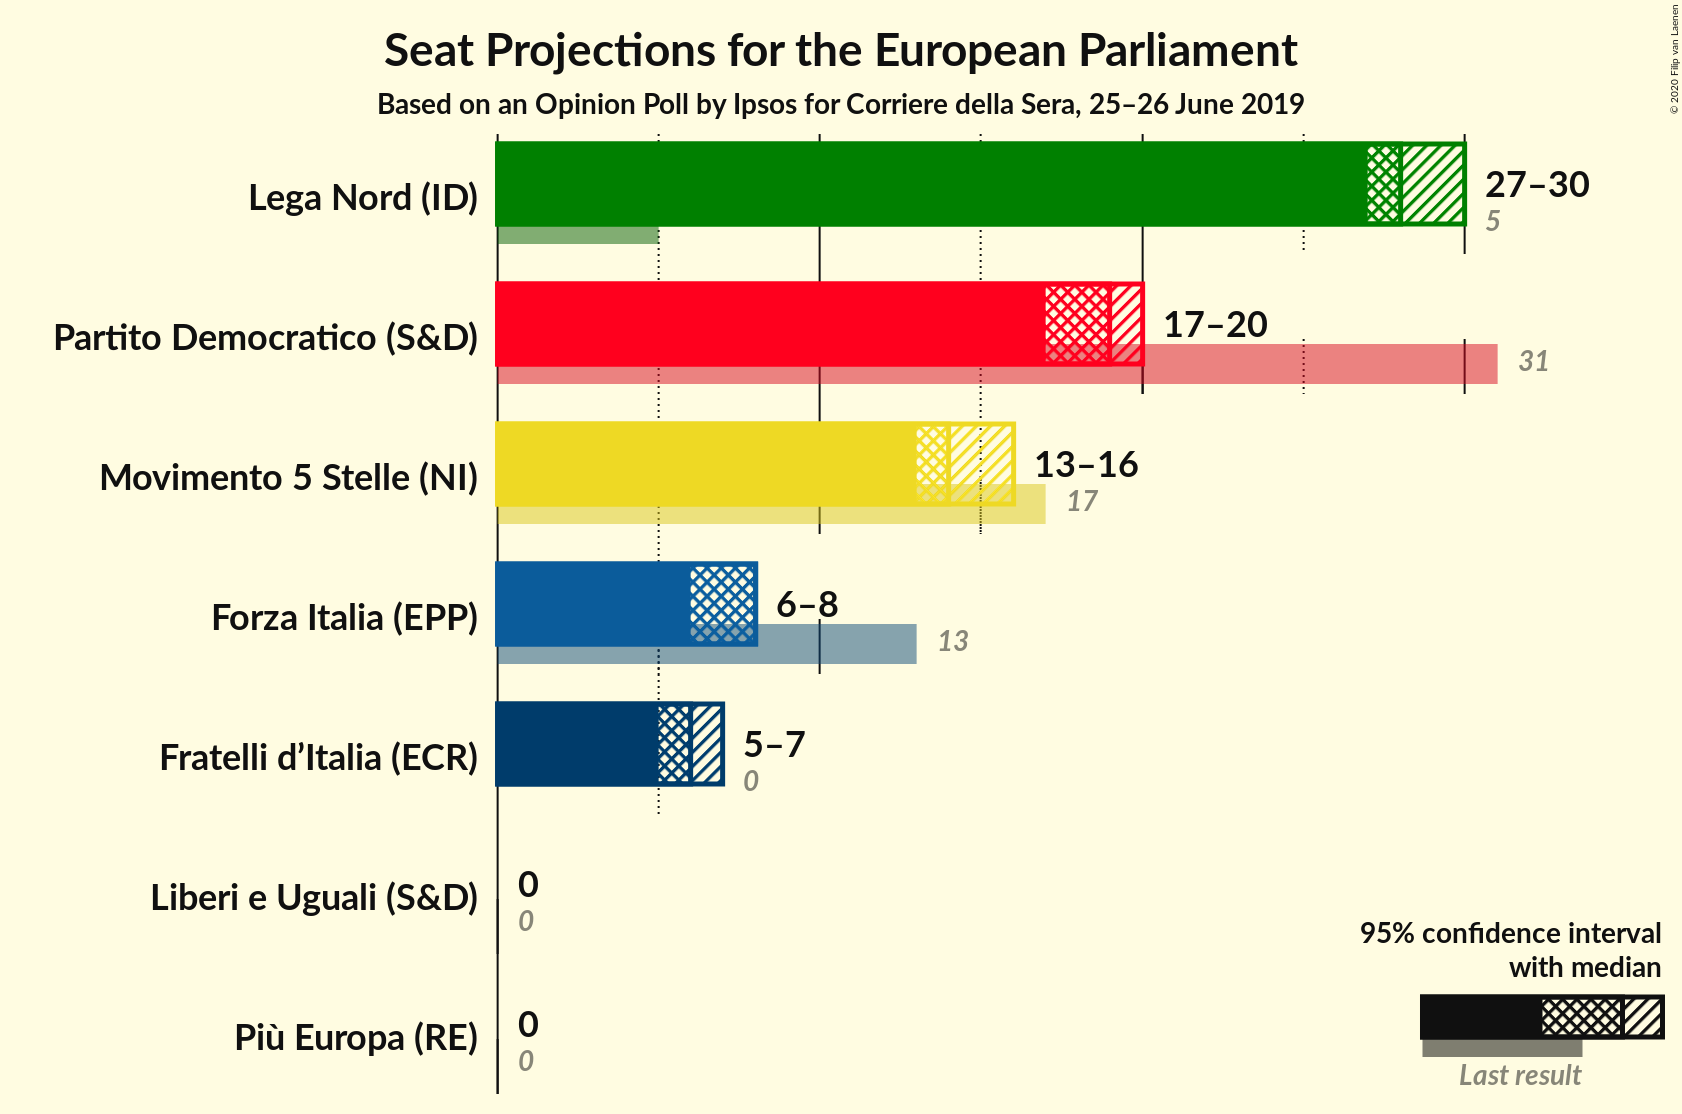 Seat Projections for the European Parliament
Based on an Opinion Poll by Ipsos for Corriere della Sera, 25–26 June 2019
© 2020 Filip van Laenen
Lega Nord (ID)
27–30
5
Partito Democratico (S&D)
17–20
31
Movimento 5 Stelle (NI)
13–16
17
Forza Italia (EPP)
6–8
13
Fratelli d’Italia (ECR)
5–7
0
Liberi e Uguali (S&D)
0
0
Più Europa (RE)
0
0
95% confidence interval
with median
Last result